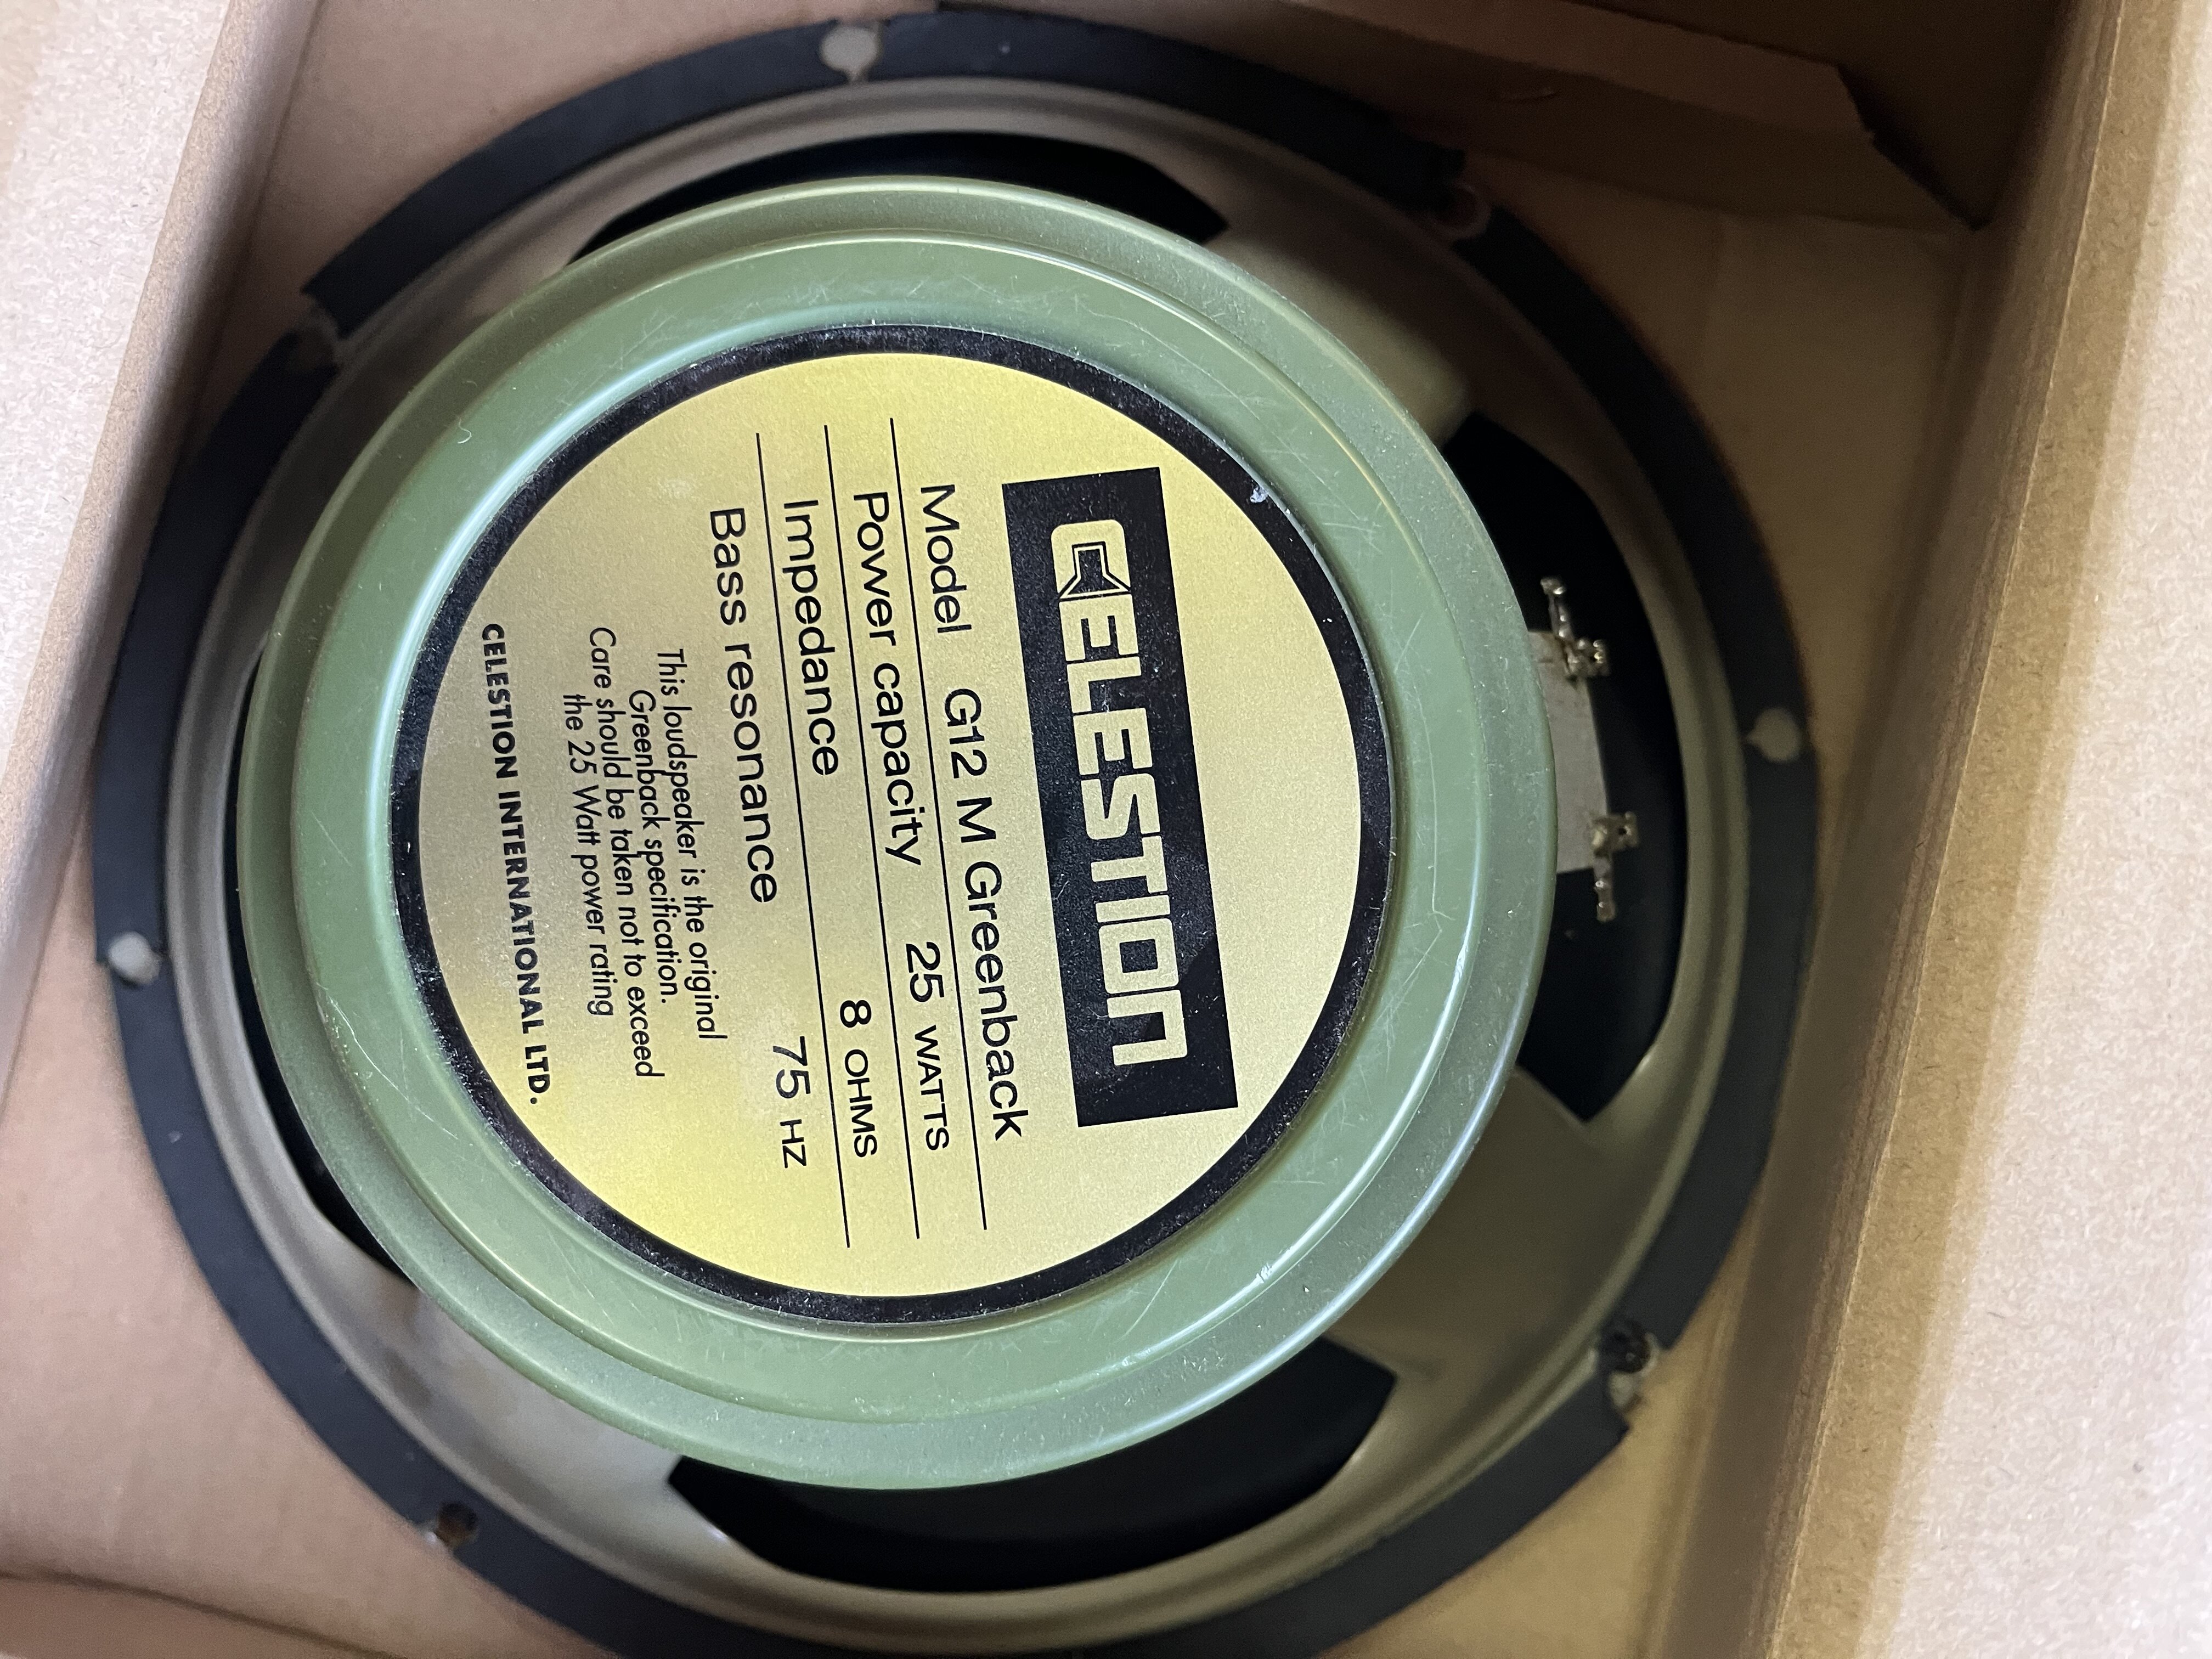 CELESTION
Model G12 M Greenback
Power capacity 25 WATTS
Impedance 8 OHMS
Bass resonance 75 HZ
This loudspeaker is the original
Greenback specification.
Care should be taken not to exceed
the 25 Watt power rating
CELESTION INTERNATIONAL LTD.